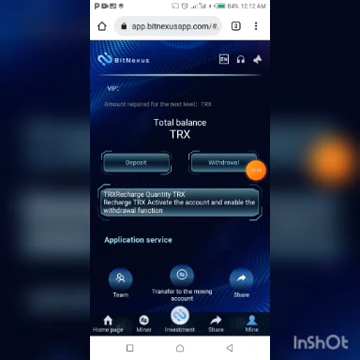 84% 12:12 AM
app.bitnexusapp.com/#
BitNexus
EN
VIP:
Amount required for the next level: TRX
Total balance
TRX
Deposit
Withdrawal
TRXRecharge Quantity TRX
Recharge TRX Activate the account and enable the
withdrawal function
Application service
Team
Transfer to the mixing
account
Share
Home page
Miner
Investment
Share
Mine
InShOt